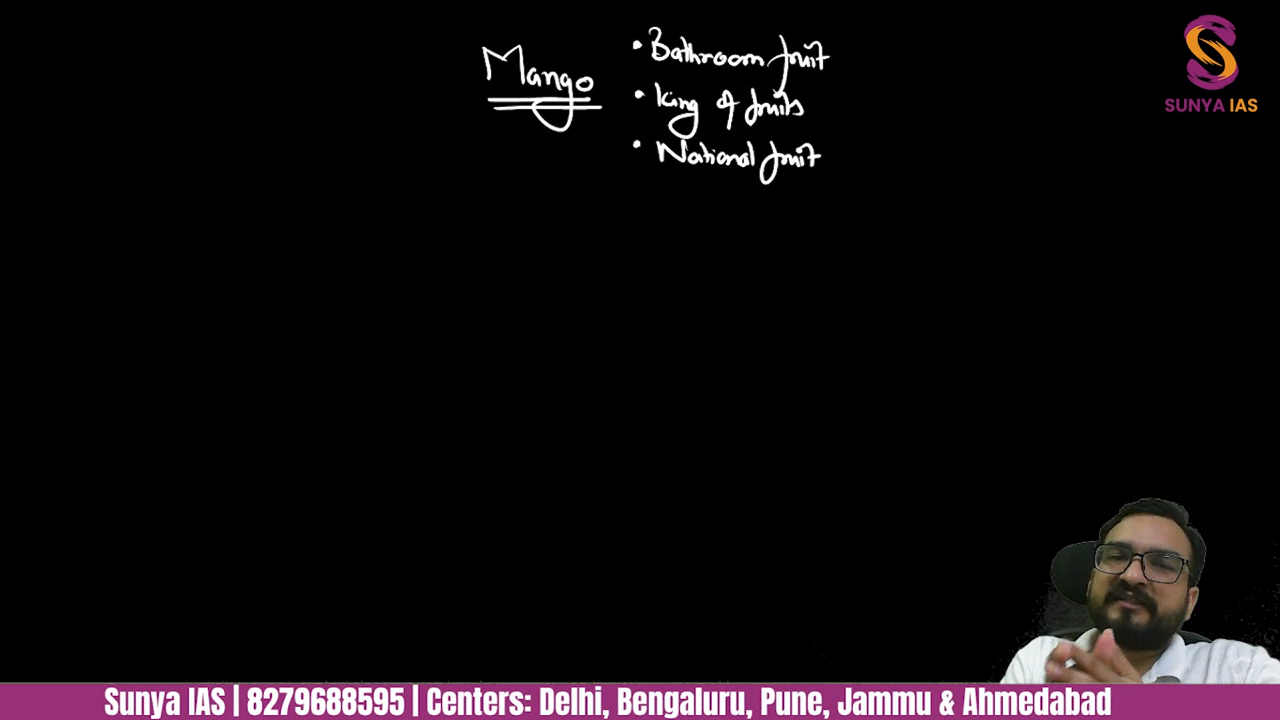 Mango
• Bathroom fruit
• King of fruits
• National fruit
SUNYA IAS
Sunya IAS | 8279688595 | Centers: Delhi, Bengaluru, Pune, Jammu & Ahmedabad